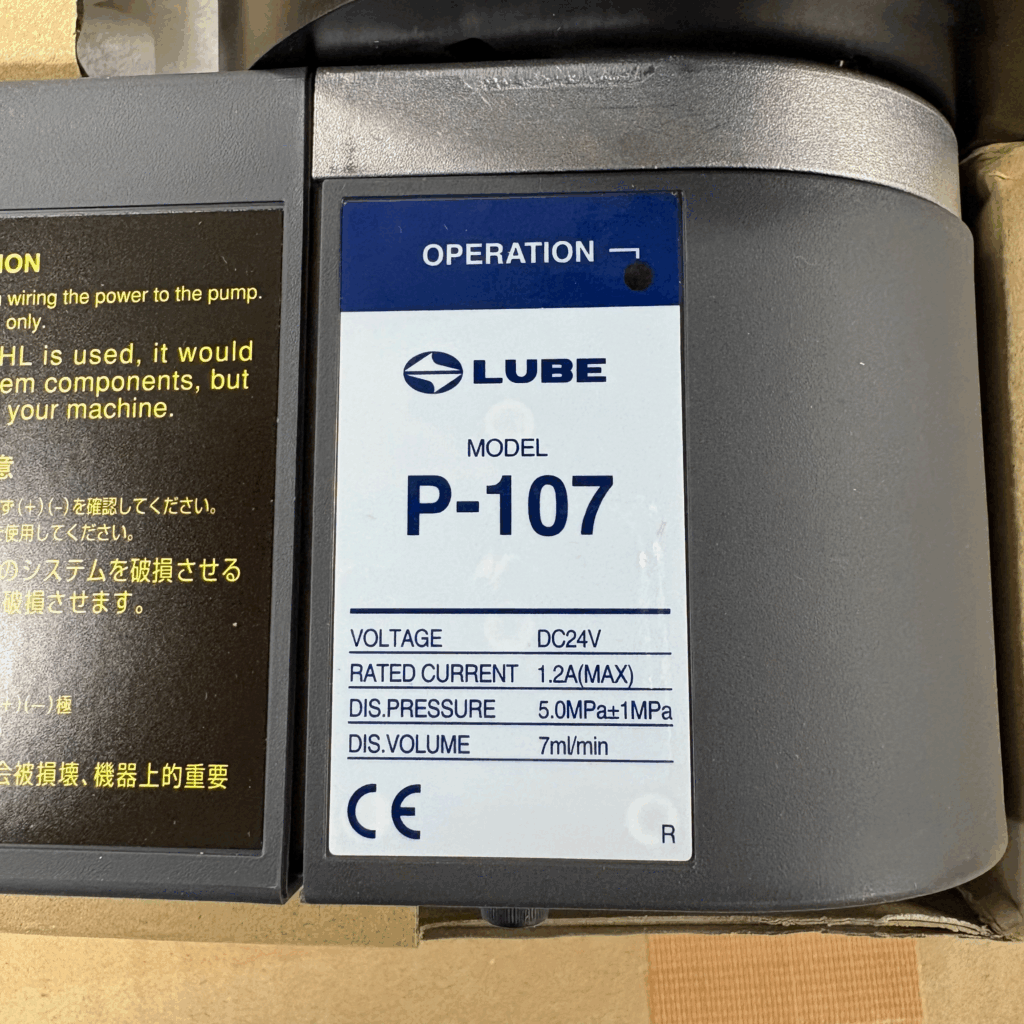 ION
wiring the power to the pump.
only.
HL is used, it would
em components, but
your machine.
意
ず(+)(-)を確認してください。
使用してください。
のシステムを破損させる
破損させます。
+)(−)極
会被損壊、機器上的重要
OPERATION
LUBE
MODEL
P-107
VOLTAGE DC24V
RATED CURRENT 1.2A(MAX)
DIS.PRESSURE 5.0MPa±1MPa
DIS.VOLUME 7ml/min
CE
R